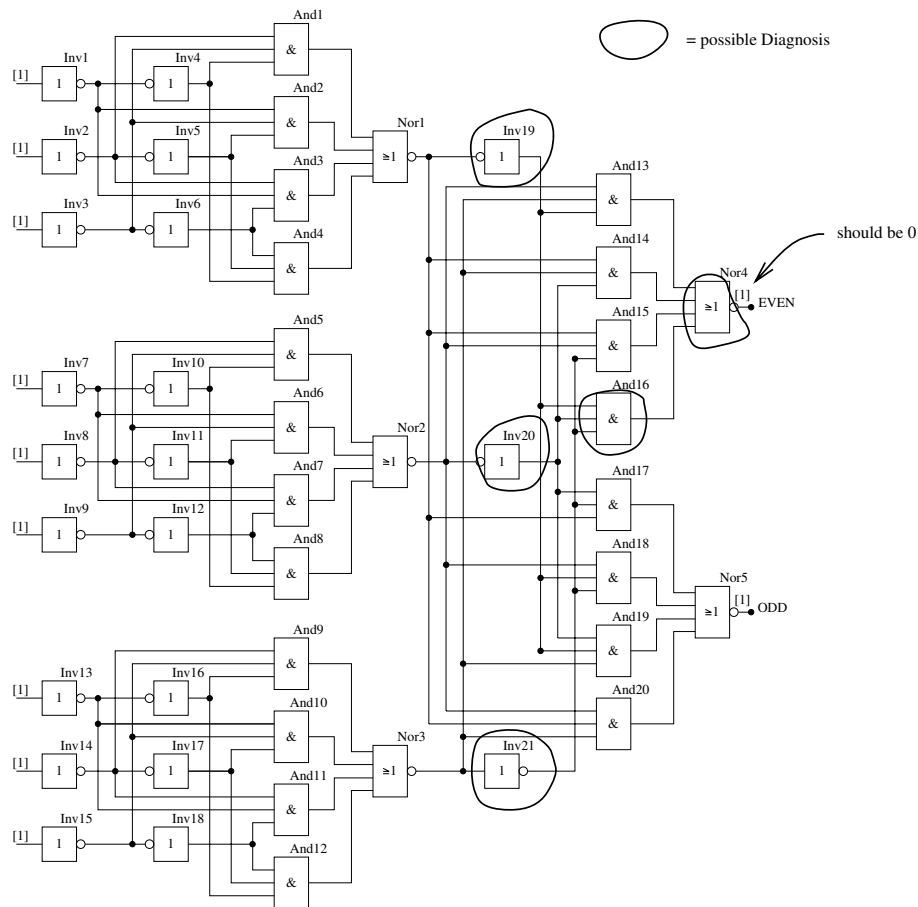 = possible Diagnosis
should be 0
And1
Inv1
Inv4
[1]
1
1
&
And2
Inv2
Inv5
[1]
1
1
&
Nor1
≥1
And3
Inv3
Inv6
[1]
1
1
&
And4
&
Inv19
1
And13
&
And14
&
Nor4
[1]
≥1
EVEN
And15
&
And16
&
And5
Inv7
Inv10
[1]
1
1
&
And6
Inv8
Inv11
[1]
1
1
&
Nor2
≥1
Inv20
1
And7
Inv9
Inv12
[1]
1
1
&
And8
&
And17
&
And18
&
Nor5
[1]
≥1
ODD
And19
&
And20
&
And9
Inv13
Inv16
[1]
1
1
&
And10
Inv14
Inv17
[1]
1
1
&
Nor3
≥1
Inv21
1
And11
Inv15
Inv18
[1]
1
1
&
And12
&